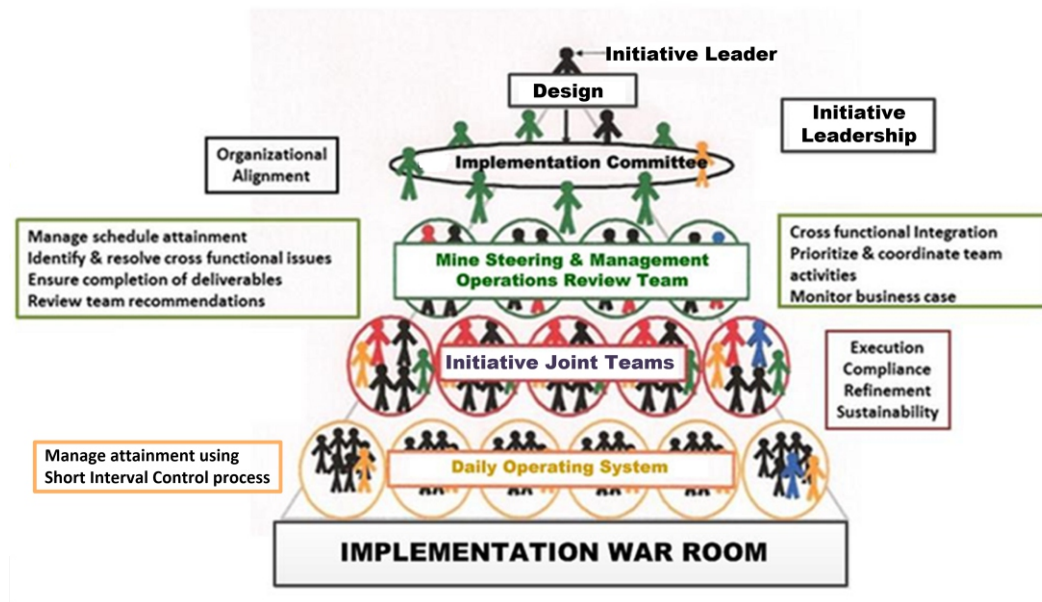 Initiative Leader
Design
Initiative
Leadership
Organizational
Alignment
Implementation Committee
Manage schedule attainment
Identify & resolve cross functional issues
Ensure completion of deliverables
Review team recommendations
Mine Steering & Management
Operations Review Team
Cross functional Integration
Prioritize & coordinate team
activities
Monitor business case
Initiative Joint Teams
Execution
Compliance
Refinement
Sustainability
Manage attainment using
Short Interval Control process
Daily Operating System
IMPLEMENTATION WAR ROOM